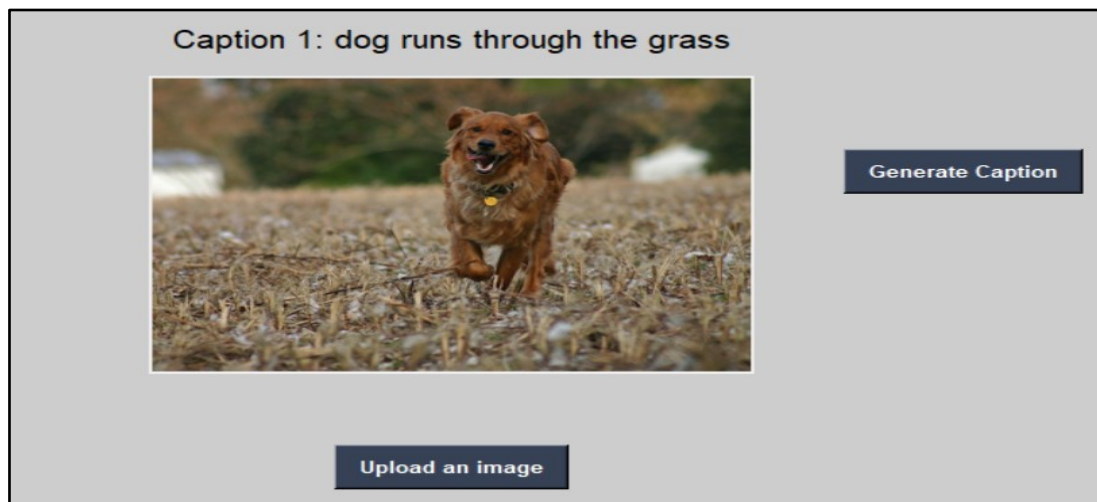 Caption 1: dog runs through the grass
Generate Caption
Upload an image